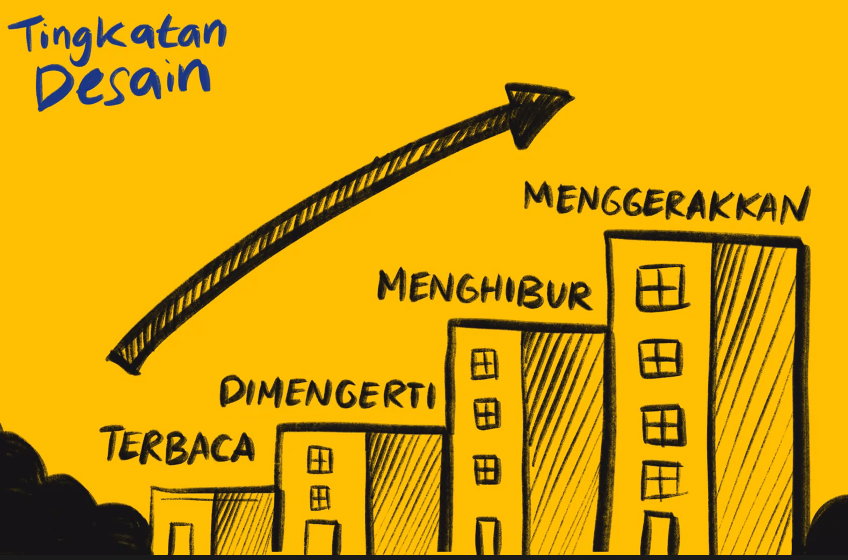 Tingkatan
Desain
MENGGERAKKAN
MENGHIBUR
DIMENGERTI
TERBACA